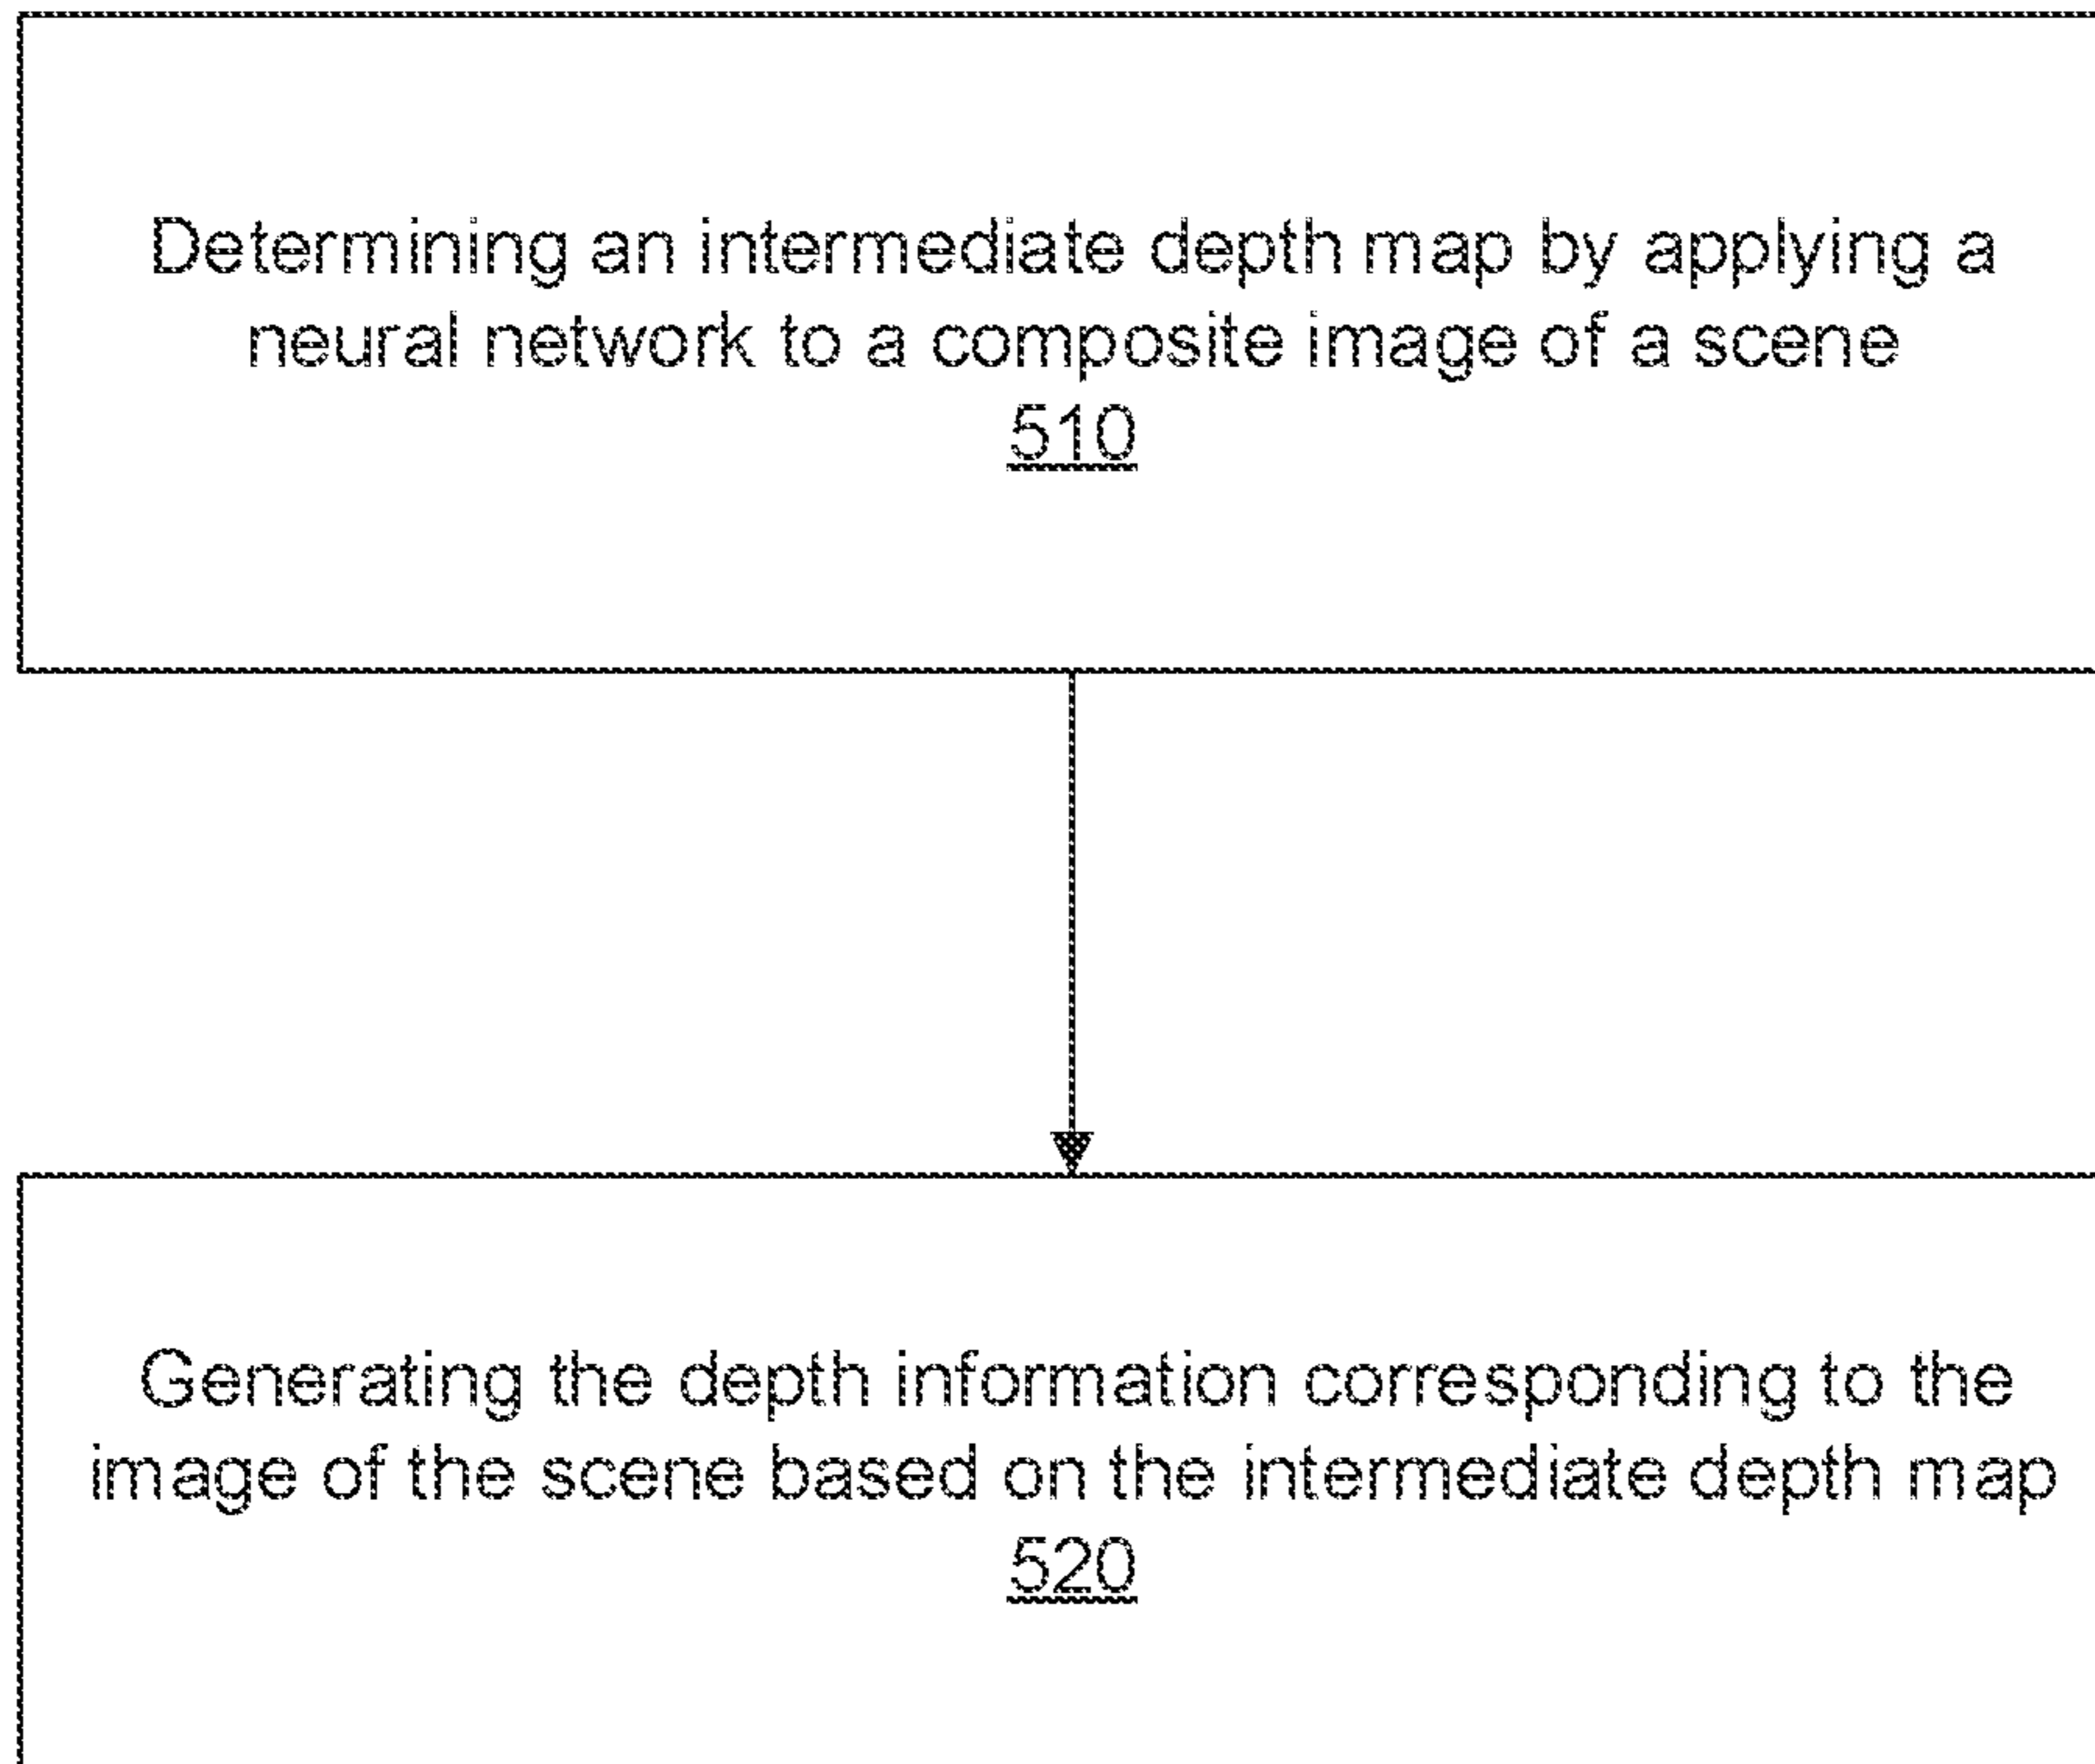 Determining an intermediate depth map by applying a
neural network to a composite image of a scene
510
Generating the depth information corresponding to the
image of the scene based on the intermediate depth map
520